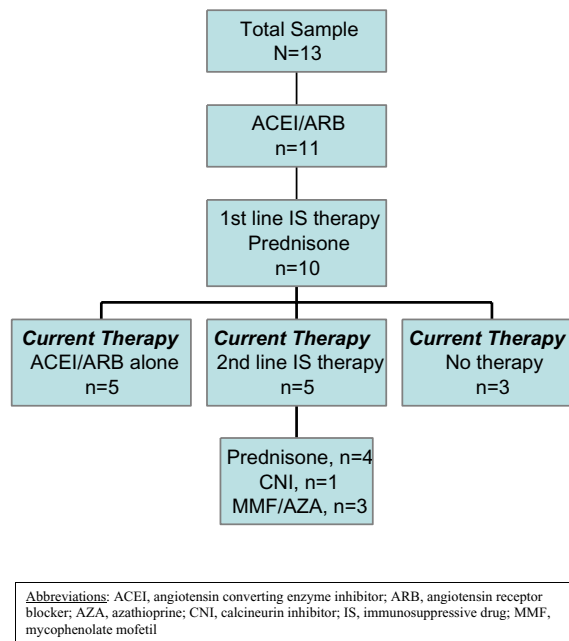 Total Sample
N=13
ACEI/ARB
n=11
1st line IS therapy
Prednisone
n=10
Current Therapy
ACEI/ARB alone
n=5
Current Therapy
2nd line IS therapy
n=5
Current Therapy
No therapy
n=3
Prednisone, n=4
CNI, n=1
MMF/AZA, n=3
Abbreviations: ACEI, angiotensin converting enzyme inhibitor; ARB, angiotensin receptor
blocker; AZA, azathioprine; CNI, calcineurin inhibitor; IS, immunosuppressive drug; MMF,
mycophenolate mofetil